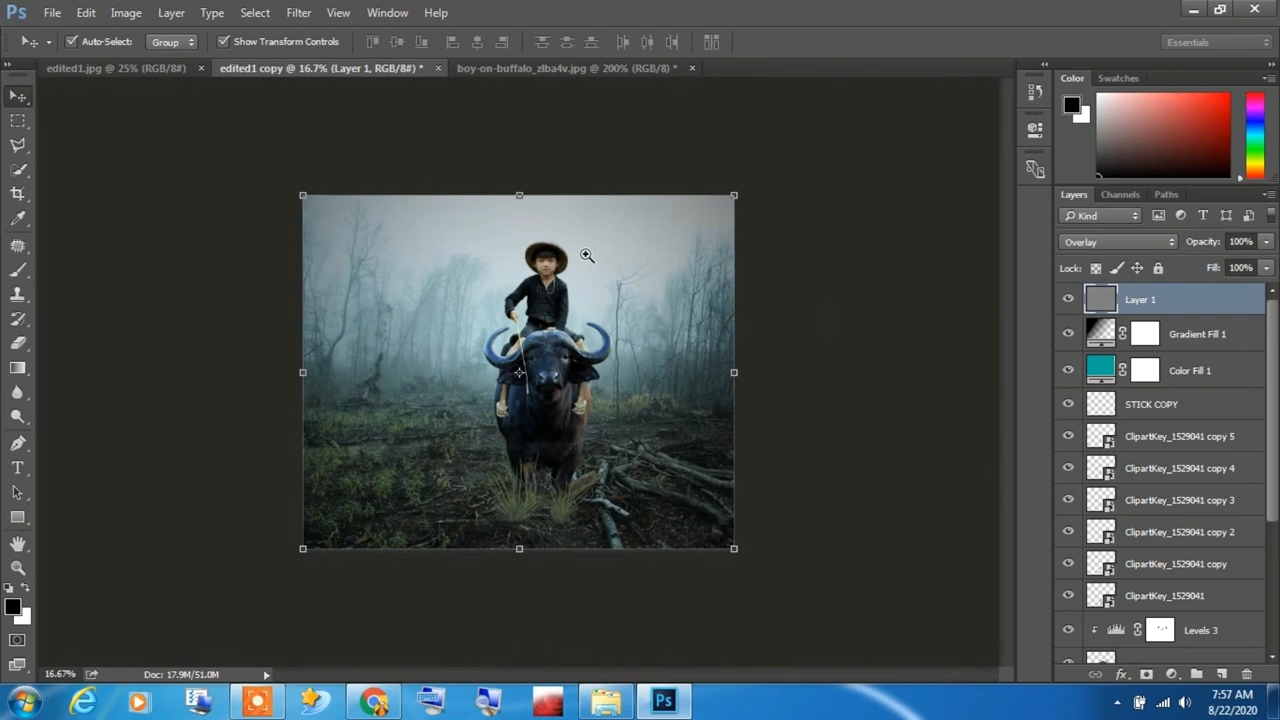 Ps File Edit Image Layer Type Select Filter 3D View Window Help
Auto-Select: Group Show Transform Controls Essentials
edited1.jpg @ 25% (RGB/8#) × edited1 copy @ 16.7% (Layer 1, RGB/8#) * × boy-on-buffalo_zlba4v.jpg @ 200% (RGB/8) * ×
Color Swatches
Layers Channels Paths
Kind
Overlay Opacity: 100%
Lock: Fill: 100%
Layer 1
Gradient Fill 1
Color Fill 1
STICK COPY
ClipartKey_1529041 copy 5
ClipartKey_1529041 copy 4
ClipartKey_1529041 copy 3
ClipartKey_1529041 copy 2
ClipartKey_1529041 copy
ClipartKey_1529041
Levels 3
16.67% Doc: 17.9M/51.0M
Ps
7:57 AM
8/22/2020